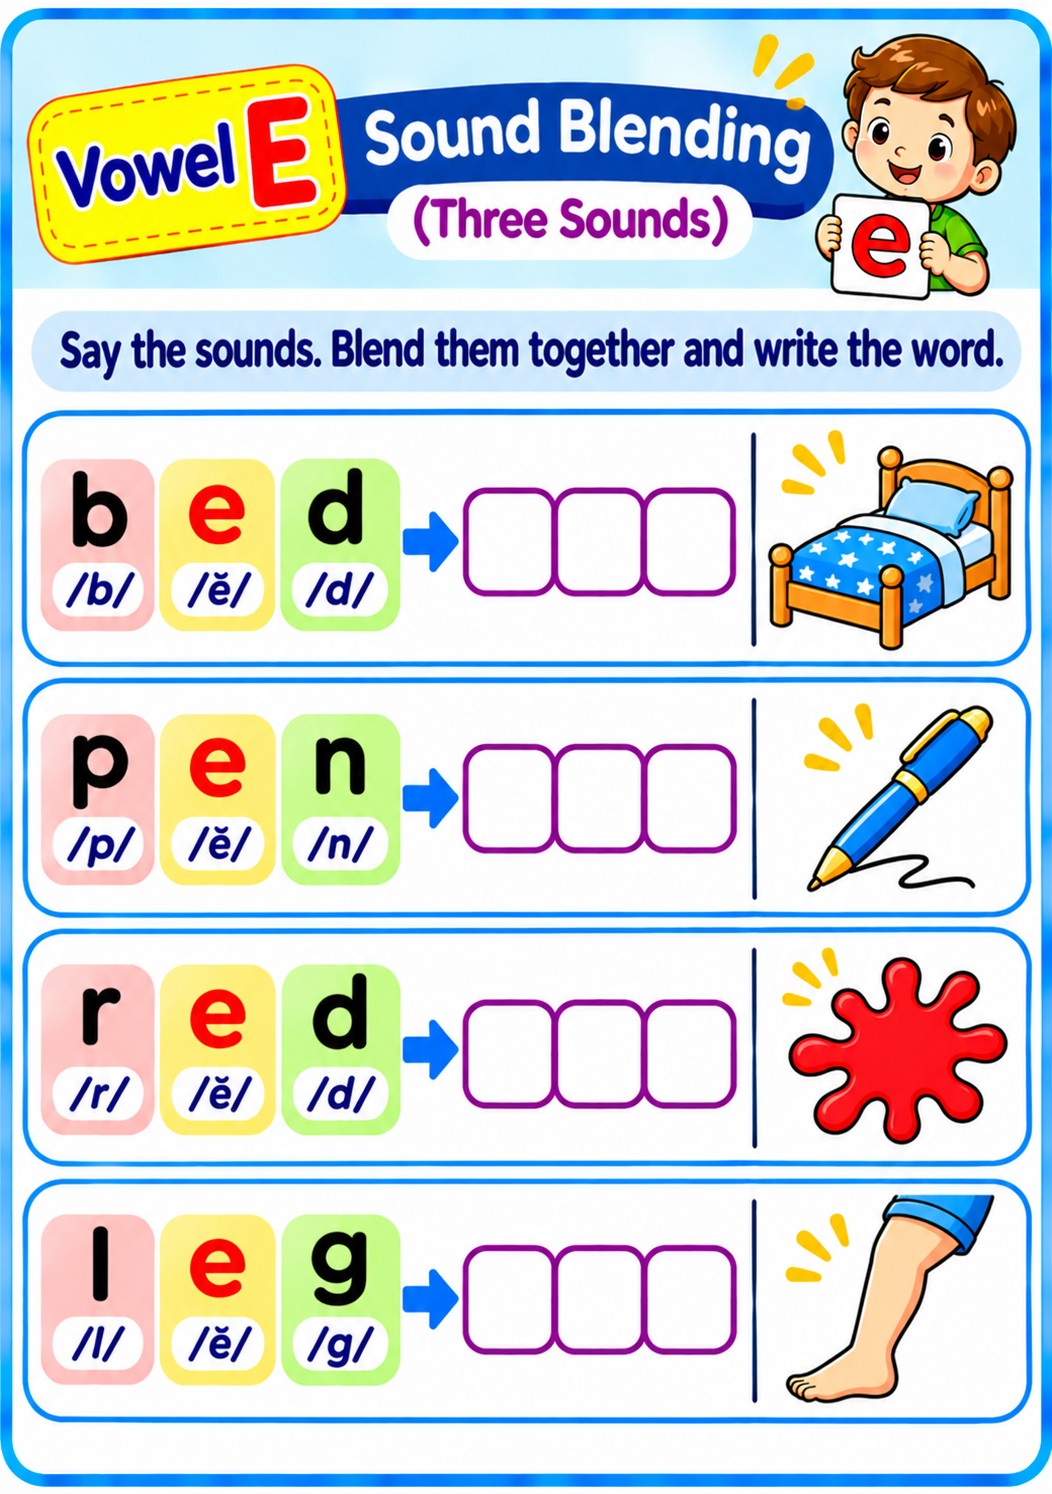 Vowel E
Sound Blending
(Three Sounds)
e
Say the sounds. Blend them together and write the word.
b e d
/b/ /ĕ/ /d/
p e n
/p/ /ĕ/ /n/
r e d
/r/ /ĕ/ /d/
l e g
/l/ /ĕ/ /g/